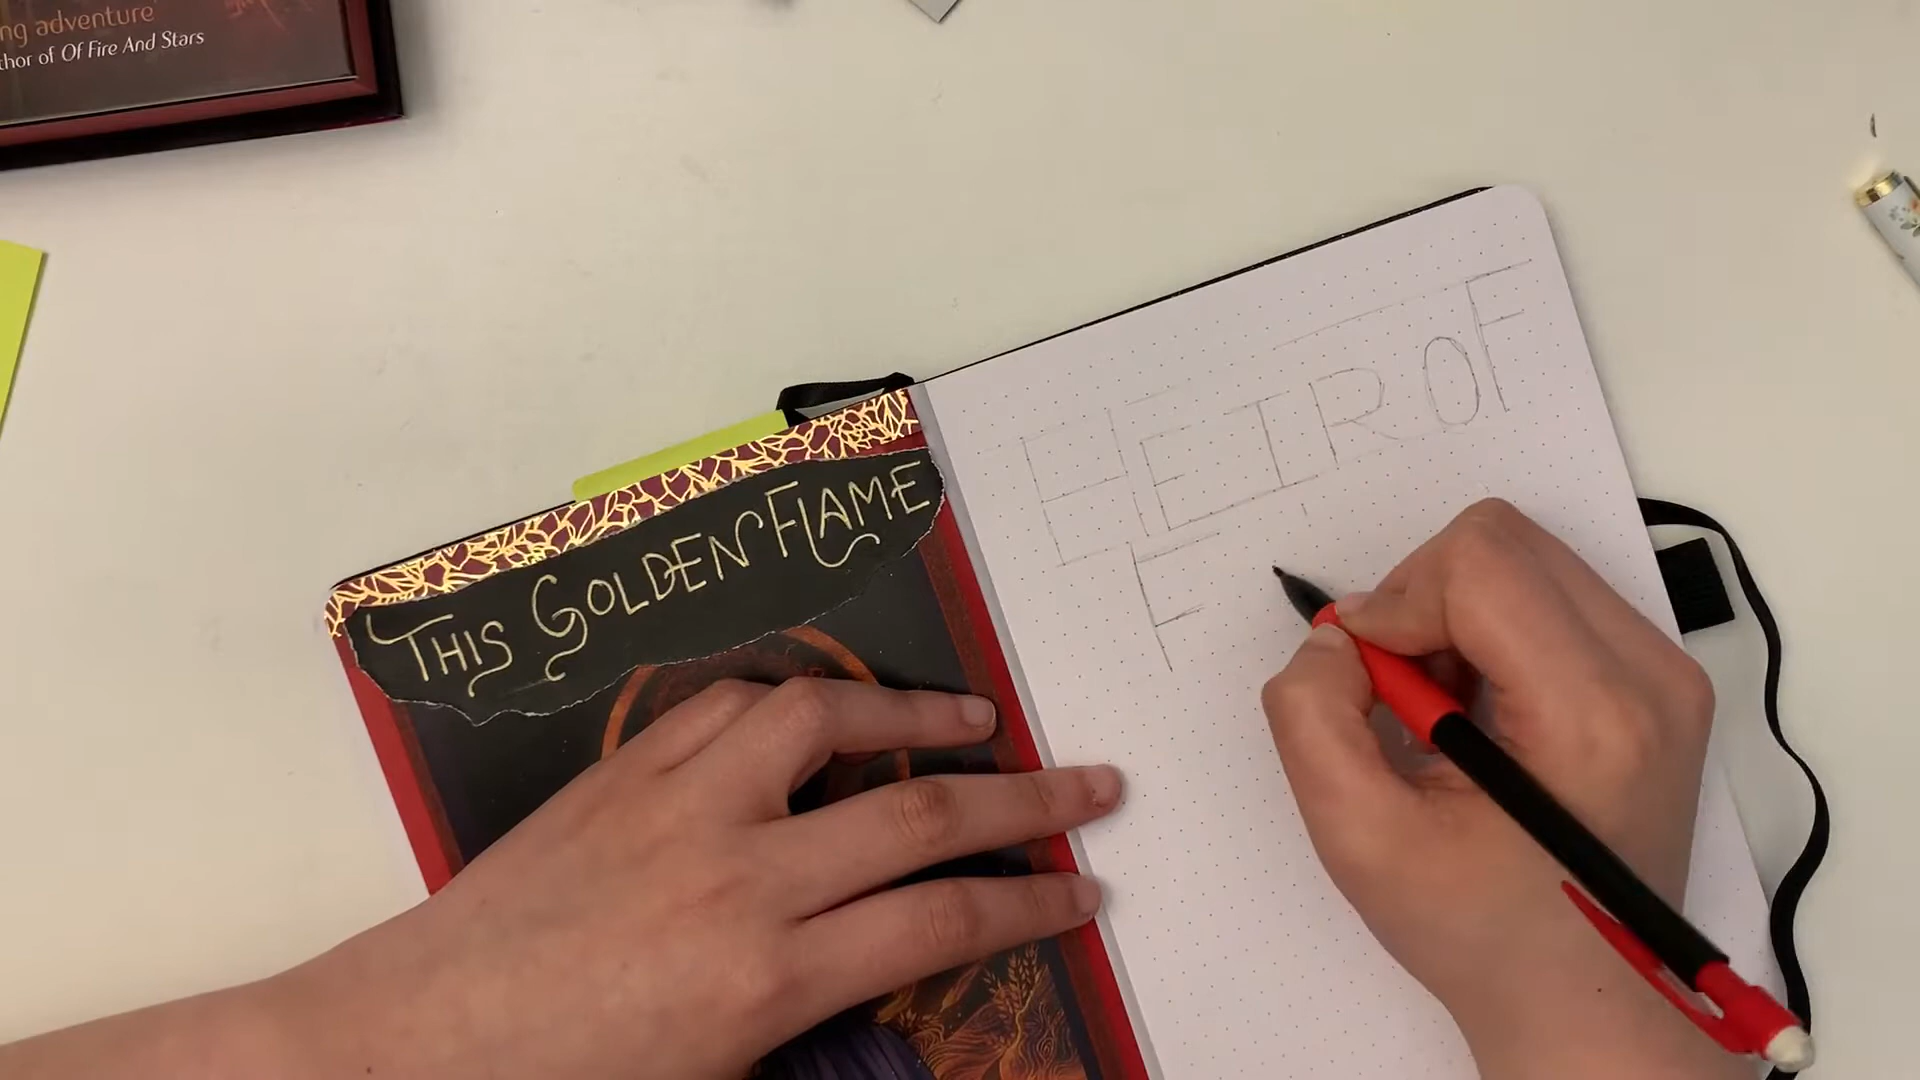 ng adventure
thor of Of Fire And Stars
THIS GOLDEN FLAME
HEIR OF
F